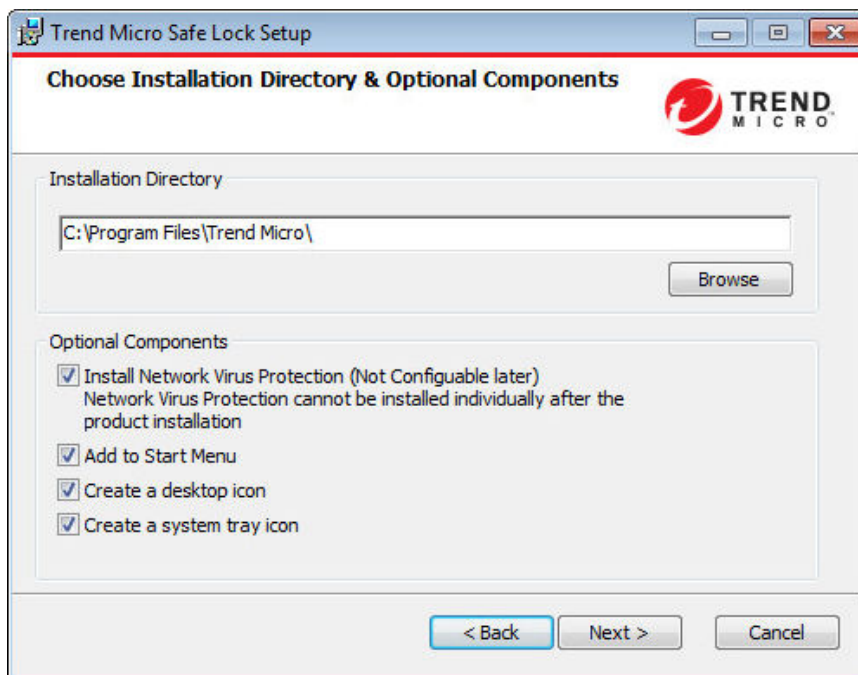 Trend Micro Safe Lock Setup
Choose Installation Directory & Optional Components
TREND
MICRO
Installation Directory
C:\Program Files\Trend Micro\
Browse
Optional Components
Install Network Virus Protection (Not Configuable later)
Network Virus Protection cannot be installed individually after the
product installation
Add to Start Menu
Create a desktop icon
Create a system tray icon
< Back
Next >
Cancel